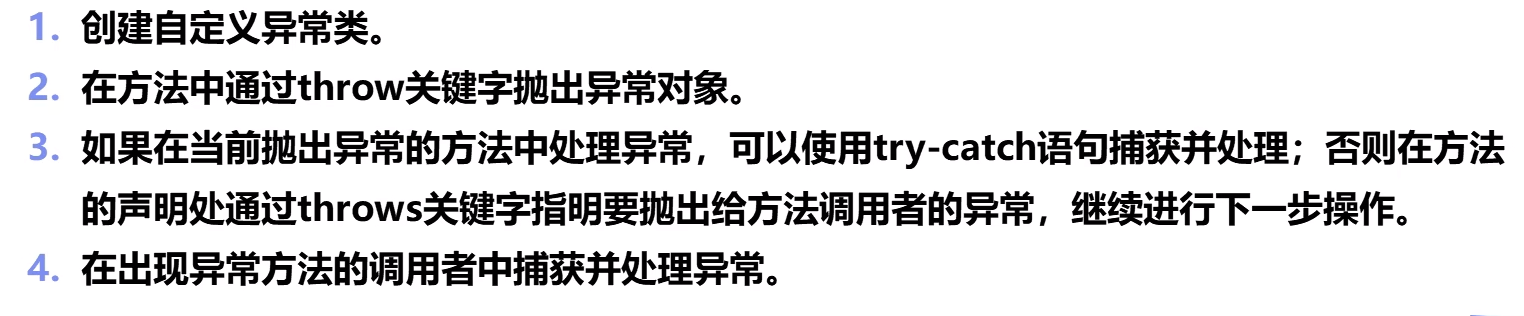 1. 创建自定义异常类。
2. 在方法中通过throw关键字抛出异常对象。
3. 如果在当前抛出异常的方法中处理异常，可以使用try-catch语句捕获并处理；否则在方法
的声明处通过throws关键字指明要抛出给方法调用者的异常，继续进行下一步操作。
4. 在出现异常方法的调用者中捕获并处理异常。